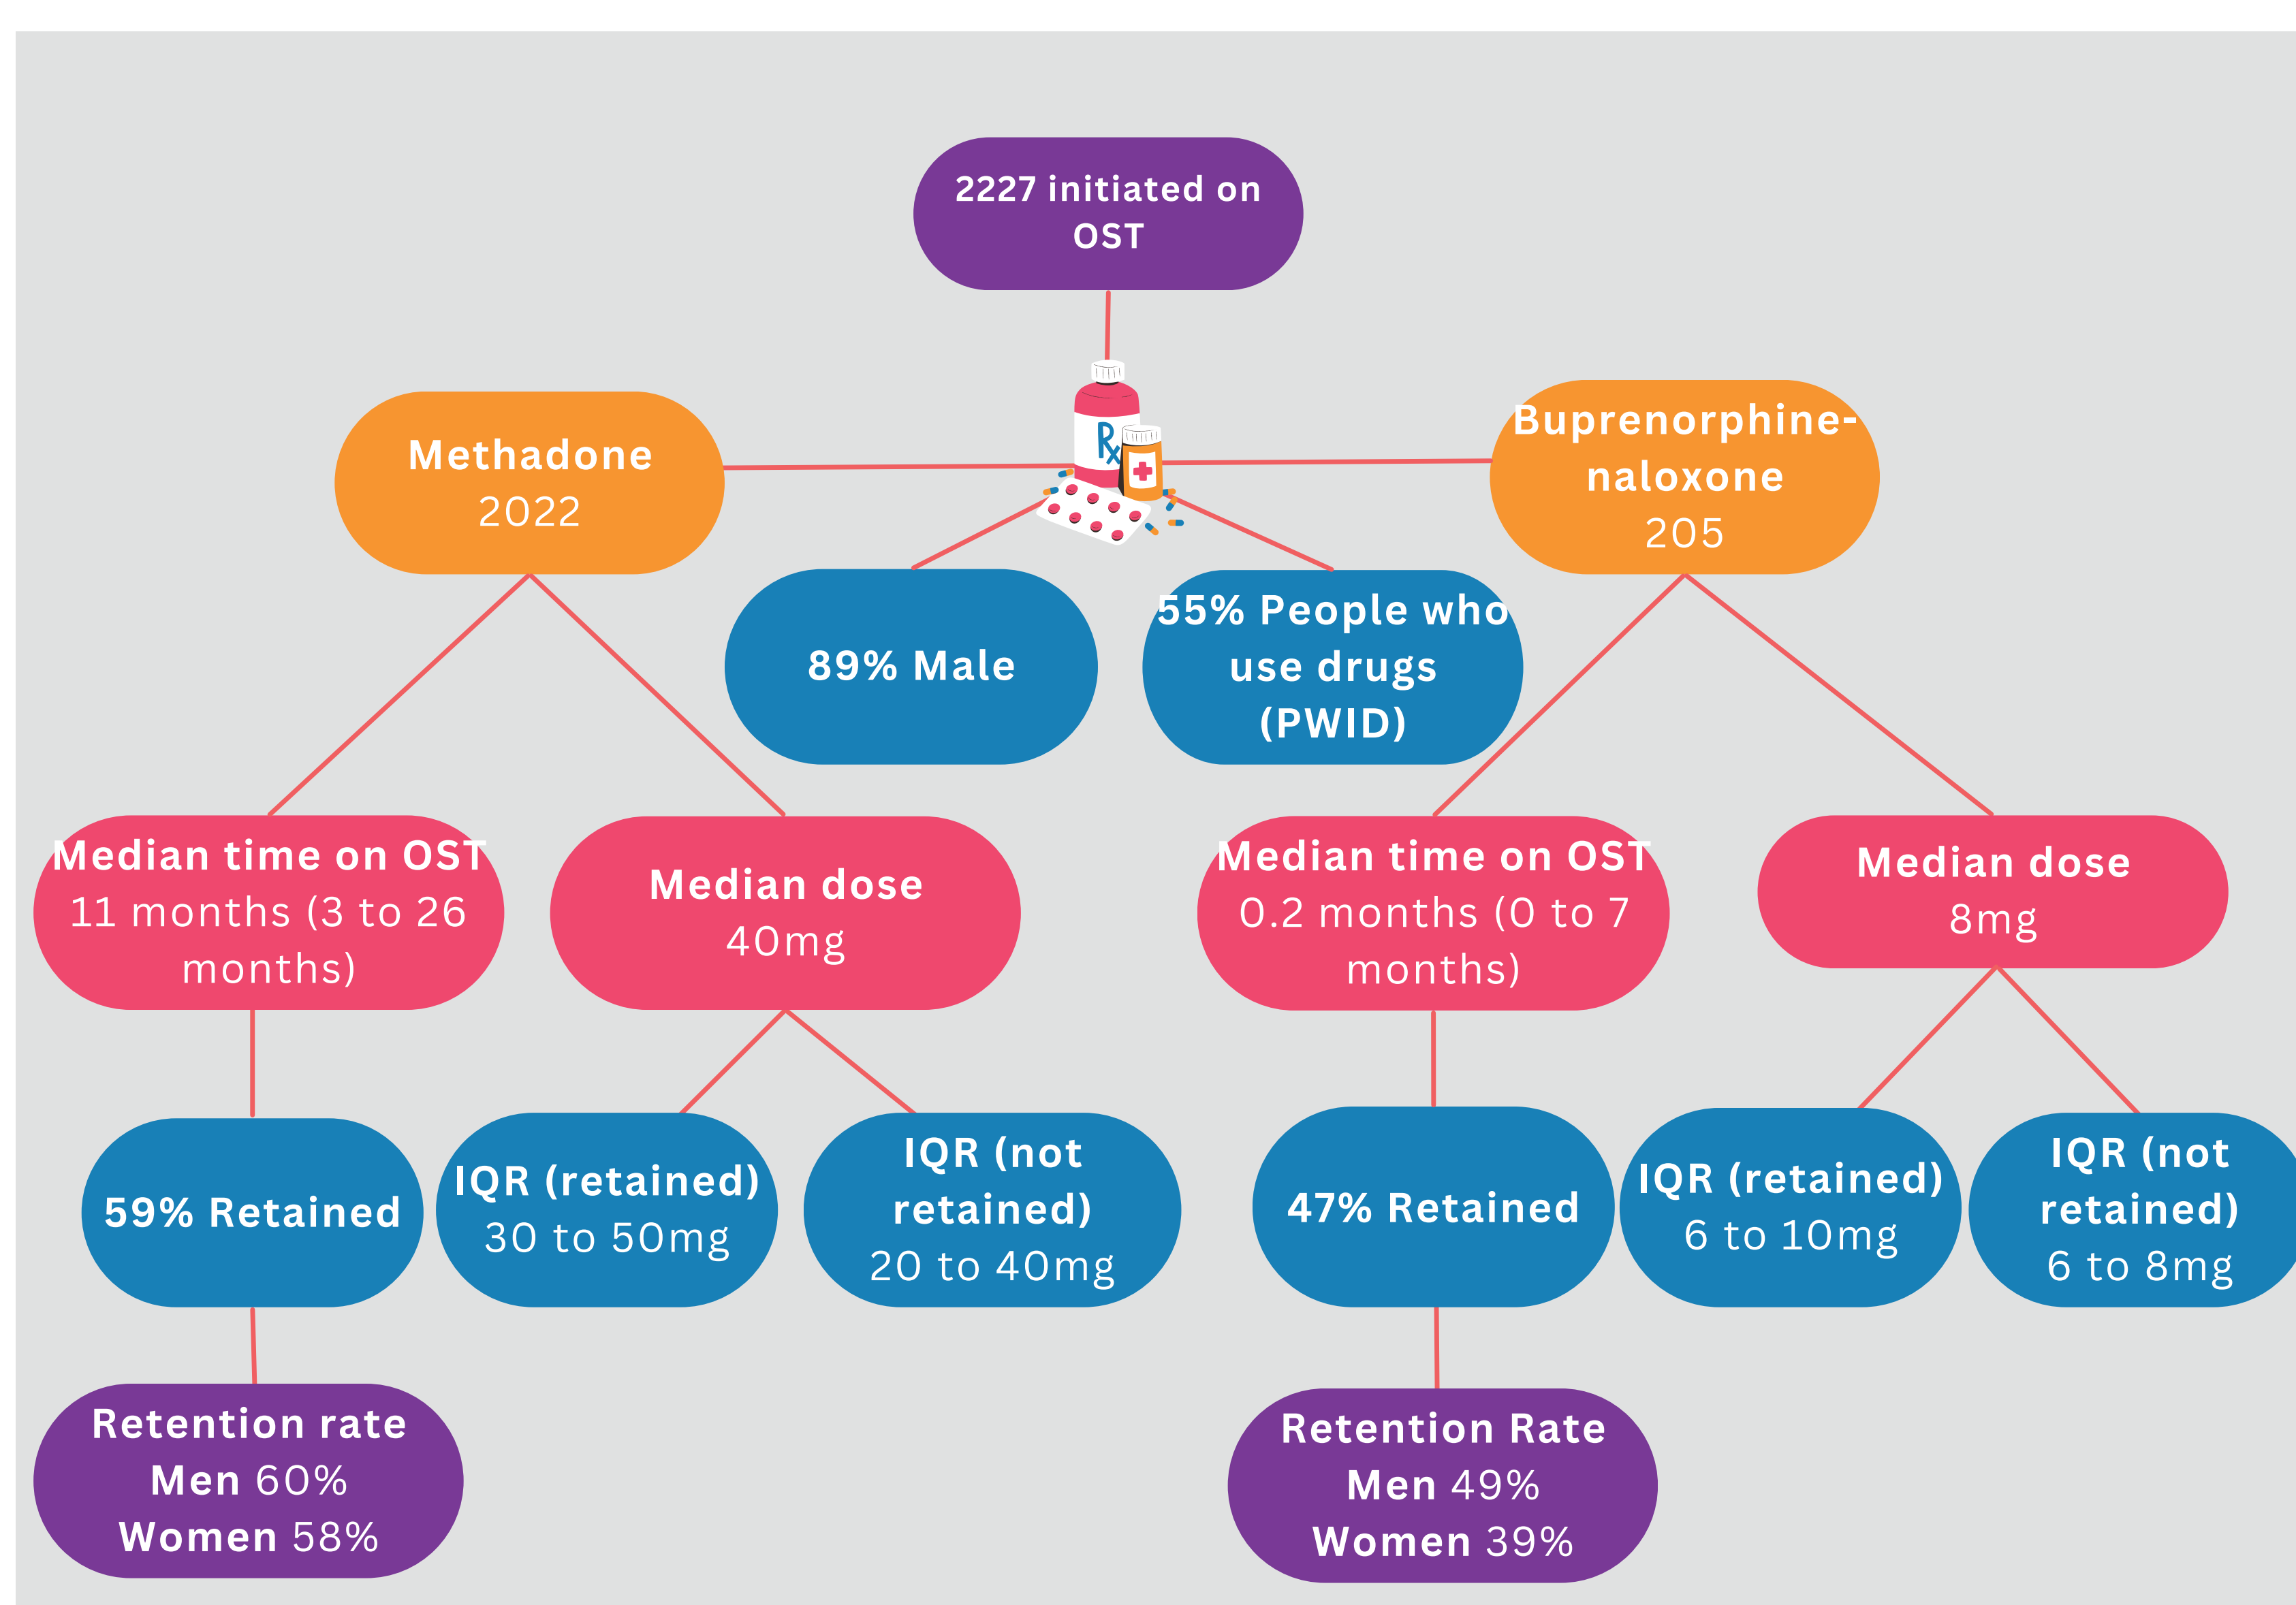 2227 initiated on
OST
Methadone
2022
Rx
Buprenorphine-
naloxone
205
89% Male
55% People who
use drugs
(PWID)
Median time on OST
11 months (3 to 26
months)
Median dose
40mg
Median time on OST
0.2 months (0 to 7
months)
Median dose
8mg
59% Retained
IQR (retained)
30 to 50mg
IQR (not
retained)
20 to 40mg
47% Retained
IQR (retained)
6 to 10mg
IQR (not
retained)
6 to 8mg
Retention rate
Men 60%
Women 58%
Retention Rate
Men 49%
Women 39%